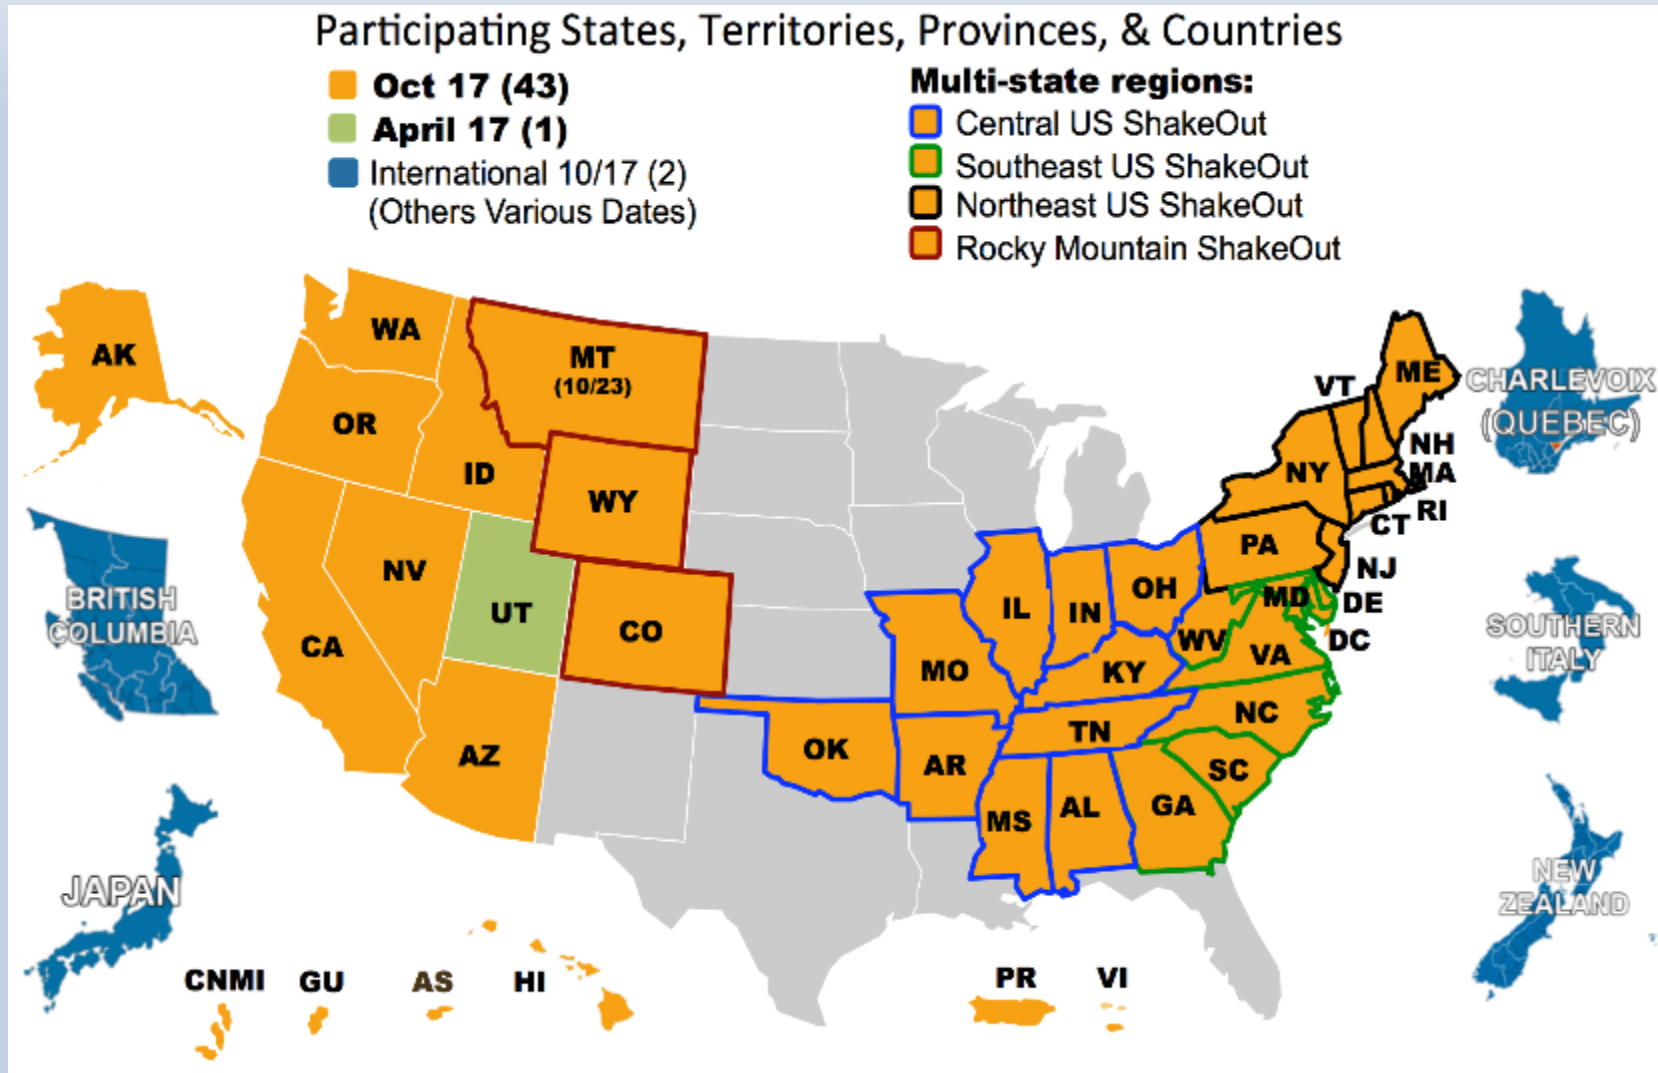 Participating States, Territories, Provinces, & Countries
Oct 17 (43)
April 17 (1)
International 10/17 (2)
(Others Various Dates)
Multi-state regions:
Central US ShakeOut
Southeast US ShakeOut
Northeast US ShakeOut
Rocky Mountain ShakeOut
AK
WA
OR
ID
MT
(10/23)
WY
NV
UT
CO
CA
AZ
OK
MO
AR
IL
IN
OH
KY
TN
MS
AL
GA
SC
NC
VA
WV
MD
PA
NY
VT
ME
NH
MA
RI
CT
NJ
DE
DC
BRITISH
COLUMBIA
JAPAN
CHARLEVOIX
(QUEBEC)
SOUTHERN
ITALY
NEW
ZEALAND
CNMI
GU
AS
HI
PR
VI